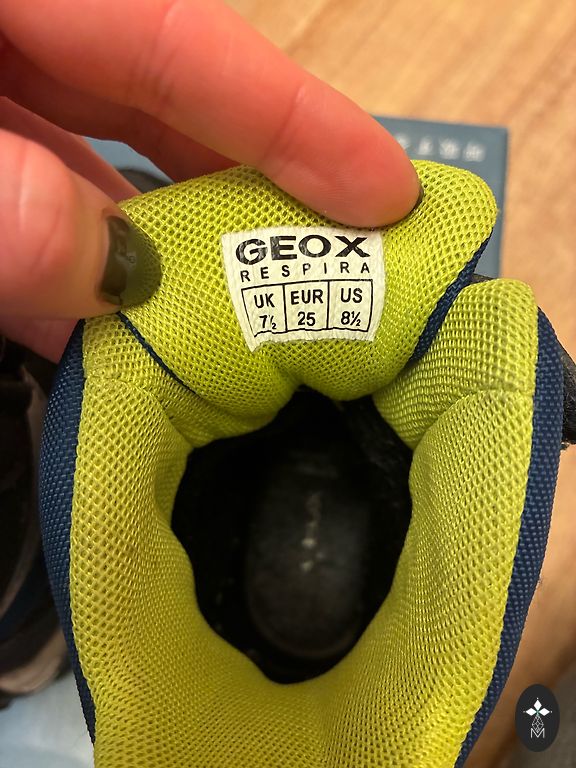 GEOX
RESPIRA
UK EUR US
7½ 25 8½
M